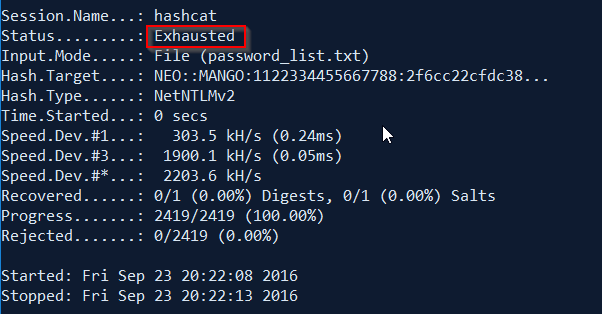 Session.Name...: hashcat
Status.........: Exhausted
Input.Mode.....: File (password_list.txt)
Hash.Target....: NEO::MANGO:1122334455667788:2f6cc22cfdc38...
Hash.Type......: NetNTLMv2
Time.Started...: 0 secs
Speed.Dev.#1...:   303.5 kH/s (0.24ms)
Speed.Dev.#3...:  1900.1 kH/s (0.05ms)
Speed.Dev.#*...:  2203.6 kH/s
Recovered......: 0/1 (0.00%) Digests, 0/1 (0.00%) Salts
Progress.......: 2419/2419 (100.00%)
Rejected.......: 0/2419 (0.00%)
Started: Fri Sep 23 20:22:08 2016
Stopped: Fri Sep 23 20:22:13 2016